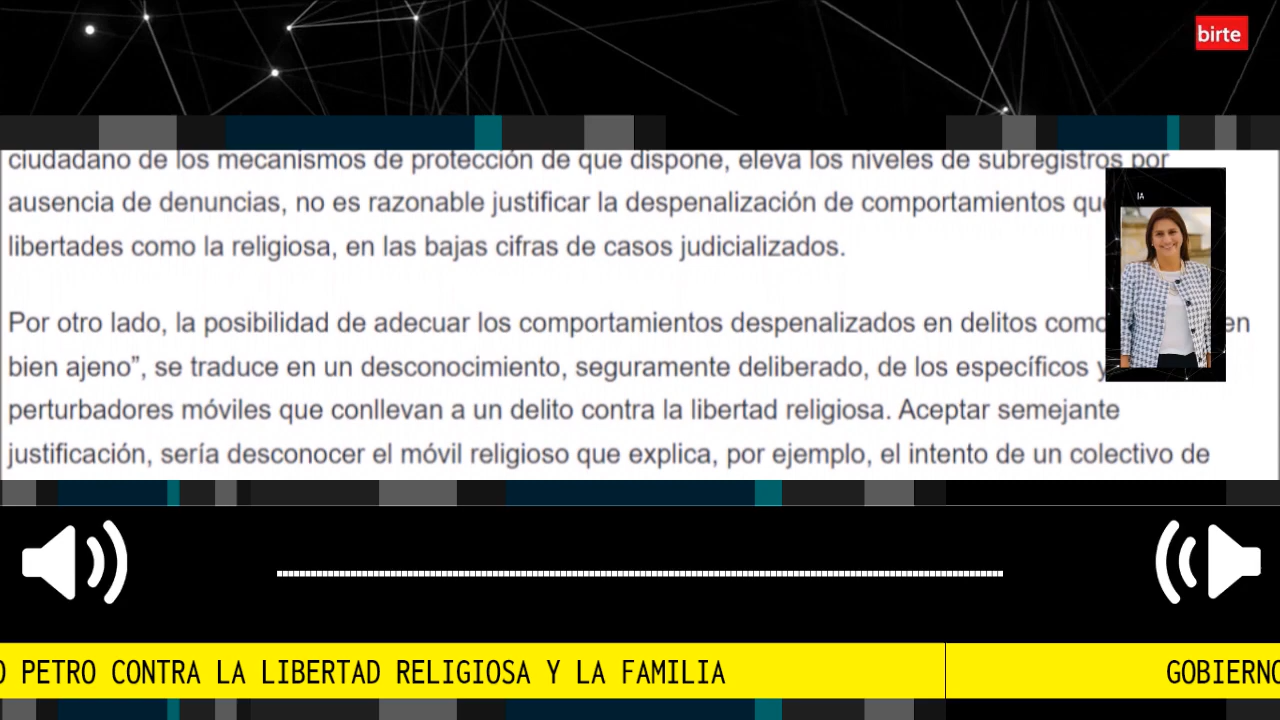 birte
ciudadano de los mecanismos de protección de que dispone, eleva los niveles de subregistros por
ausencia de denuncias, no es razonable justificar la despenalización de comportamientos que
libertades como la religiosa, en las bajas cifras de casos judicializados.
IA
Por otro lado, la posibilidad de adecuar los comportamientos despenalizados en delitos como en
bien ajeno”, se traduce en un desconocimiento, seguramente deliberado, de los específicos y
perturbadores móviles que conllevan a un delito contra la libertad religiosa. Aceptar semejante
justificación, sería desconocer el móvil religioso que explica, por ejemplo, el intento de un colectivo de
O PETRO CONTRA LA LIBERTAD RELIGIOSA Y LA FAMILIA
GOBIERNO